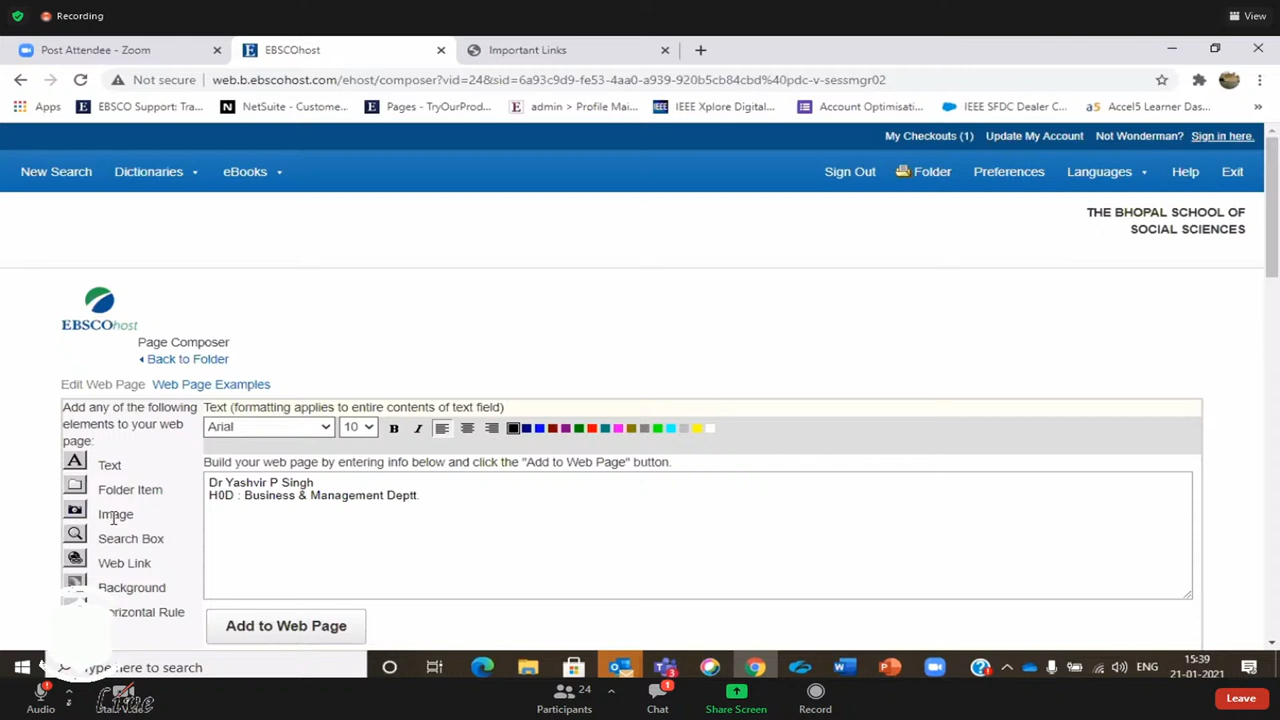 Recording
View
Post Attendee - Zoom
EBSCOhost
Important Links
Not secure
web.b.ebscohost.com/ehost/composer?vid=24&sid=6a93c9d9-fe53-4aa0-a939-920b5cb84cbd%40pdc-v-sessmgr02
Apps
EBSCO Support: Tra...
NetSuite - Custome...
Pages - TryOurProd...
admin > Profile Mai...
IEEE Xplore Digital...
Account Optimisati...
IEEE SFDC Dealer C...
Accel5 Learner Das...
My Checkouts (1) Update My Account Not Wonderman? Sign in here.
New Search Dictionaries eBooks Sign Out Folder Preferences Languages Help Exit
THE BHOPAL SCHOOL OF
SOCIAL SCIENCES
EBSCOhost
Page Composer
Back to Folder
Edit Web Page Web Page Examples
Add any of the following
elements to your web
page:
Text (formatting applies to entire contents of text field)
Arial 10 B I
Build your web page by entering info below and click the "Add to Web Page" button.
Text
Folder Item
Image
Search Box
Web Link
Background
Dr Yashvir P Singh
H0D : Business & Management Deptt.
Add to Web Page
here to search
ENG
15:39
21-01-2021
Audio
24
Participants
1
Chat
Share Screen
Record
Leave